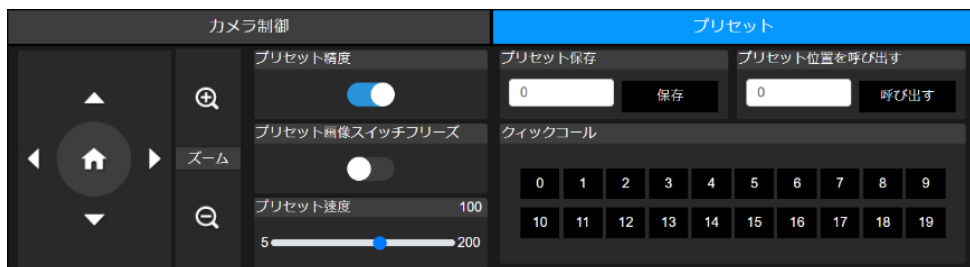 カメラ制御
プリセット
プリセット精度
プリセット保存
プリセット位置を呼び出す
0
保存
0
呼び出す
プリセット画像スイッチフリーズ
クィックコール
ズーム
0 1 2 3 4 5 6 7 8 9
プリセット速度 100
10 11 12 13 14 15 16 17 18 19
5 200